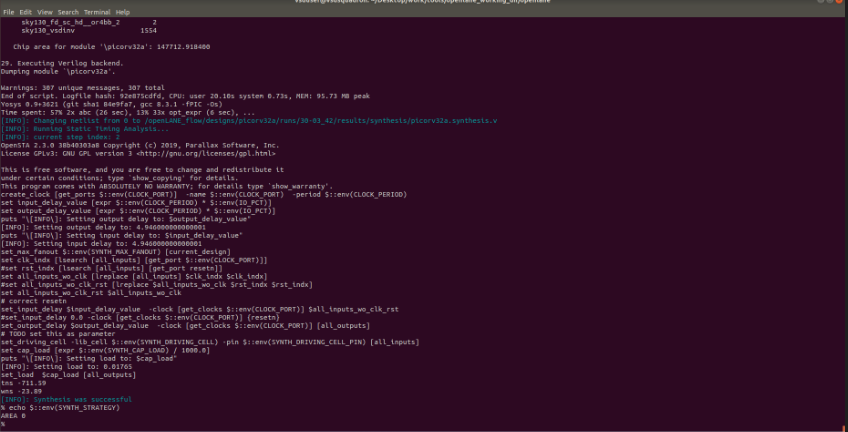 vsduser@vsdsquadron: ~/Desktop/work/tools/openlane_working_dir/openlane
File Edit View Search Terminal Help
sky130_fd_sc_hd__or4bb_2 2
sky130_vsdinv 1554
Chip area for module '\picorv32a': 147712.918400
29. Executing Verilog backend.
Dumping module `\picorv32a'.
Warnings: 307 unique messages, 307 total
End of script. Logfile hash: 92e875cdfd, CPU: user 20.10s system 0.73s, MEM: 95.73 MB peak
Yosys 0.9+3621 (git sha1 84e9fa7, gcc 8.3.1 -fPIC -Os)
Time spent: 57% 2x abc (26 sec), 13% 33x opt_expr (6 sec), ...
[INFO]: Changing netlist from 0 to /openLANE_flow/designs/picorv32a/runs/30-03_42/results/synthesis/picorv32a.synthesis.v
[INFO]: Running Static Timing Analysis...
[INFO]: current step index: 2
OpenSTA 2.3.0 38b40303a8 Copyright (c) 2019, Parallax Software, Inc.
License GPLv3: GNU GPL version 3 <http://gnu.org/licenses/gpl.html>
This is free software, and you are free to change and redistribute it
under certain conditions; type `show_copying' for details.
This program comes with ABSOLUTELY NO WARRANTY; for details type `show_warranty'.
create_clock [get_ports $::env(CLOCK_PORT)] -name $::env(CLOCK_PORT) -period $::env(CLOCK_PERIOD)
set input_delay_value [expr $::env(CLOCK_PERIOD) * $::env(IO_PCT)]
set output_delay_value [expr $::env(CLOCK_PERIOD) * $::env(IO_PCT)]
puts "\[INFO\]: Setting output delay to: $output_delay_value"
[INFO]: Setting output delay to: 4.946000000000001
puts "\[INFO\]: Setting input delay to: $input_delay_value"
[INFO]: Setting input delay to: 4.946000000000001
set_max_fanout $::env(SYNTH_MAX_FANOUT) [current_design]
set clk_indx [lsearch [all_inputs] [get_port $::env(CLOCK_PORT)]]
#set rst_indx [lsearch [all_inputs] [get_port resetn]]
set all_inputs_wo_clk [lreplace [all_inputs] $clk_indx $clk_indx]
#set all_inputs_wo_clk_rst [lreplace $all_inputs_wo_clk $rst_indx $rst_indx]
set all_inputs_wo_clk_rst $all_inputs_wo_clk
# correct resetn
set_input_delay $input_delay_value -clock [get_clocks $::env(CLOCK_PORT)] $all_inputs_wo_clk_rst
#set_input_delay 0.0 -clock [get_clocks $::env(CLOCK_PORT)] {resetn}
set_output_delay $output_delay_value -clock [get_clocks $::env(CLOCK_PORT)] [all_outputs]
# TODO set this as parameter
set_driving_cell -lib_cell $::env(SYNTH_DRIVING_CELL) -pin $::env(SYNTH_DRIVING_CELL_PIN) [all_inputs]
set cap_load [expr $::env(SYNTH_CAP_LOAD) / 1000.0]
puts "\[INFO\]: Setting load to: $cap_load"
[INFO]: Setting load to: 0.01765
set_load $cap_load [all_outputs]
tns -711.59
wns -23.89
[INFO]: Synthesis was successful
% echo $::env(SYNTH_STRATEGY)
AREA 0
%